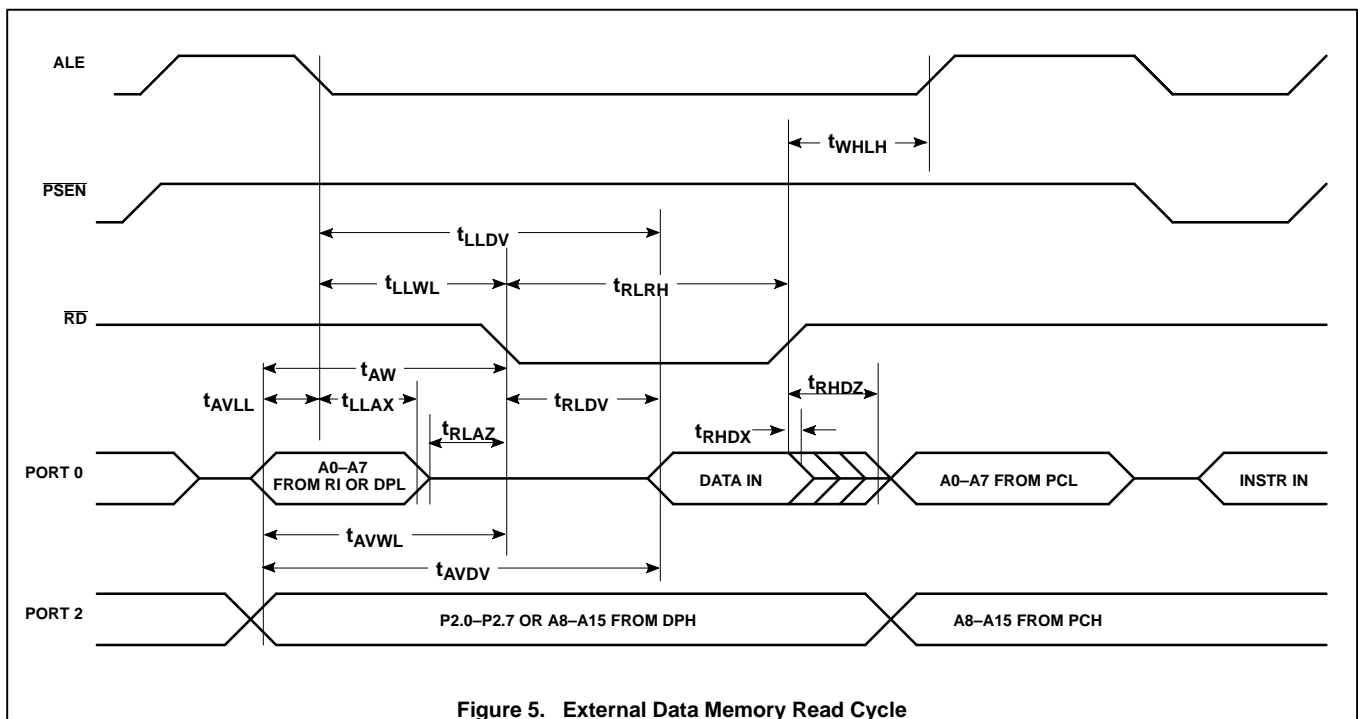 ALE
tWHLH
PSEN
tLLDV
tLLWL
tRLRH
RD
tAW
tAVLL
tLLAX
tRLDV
tRHDZ
tRLAZ
tRHDX
PORT 0
A0–A7
FROM RI OR DPL
DATA IN
A0–A7 FROM PCL
INSTR IN
tAVWL
tAVDV
PORT 2
P2.0–P2.7 OR A8–A15 FROM DPH
A8–A15 FROM PCH
Figure 5. External Data Memory Read Cycle